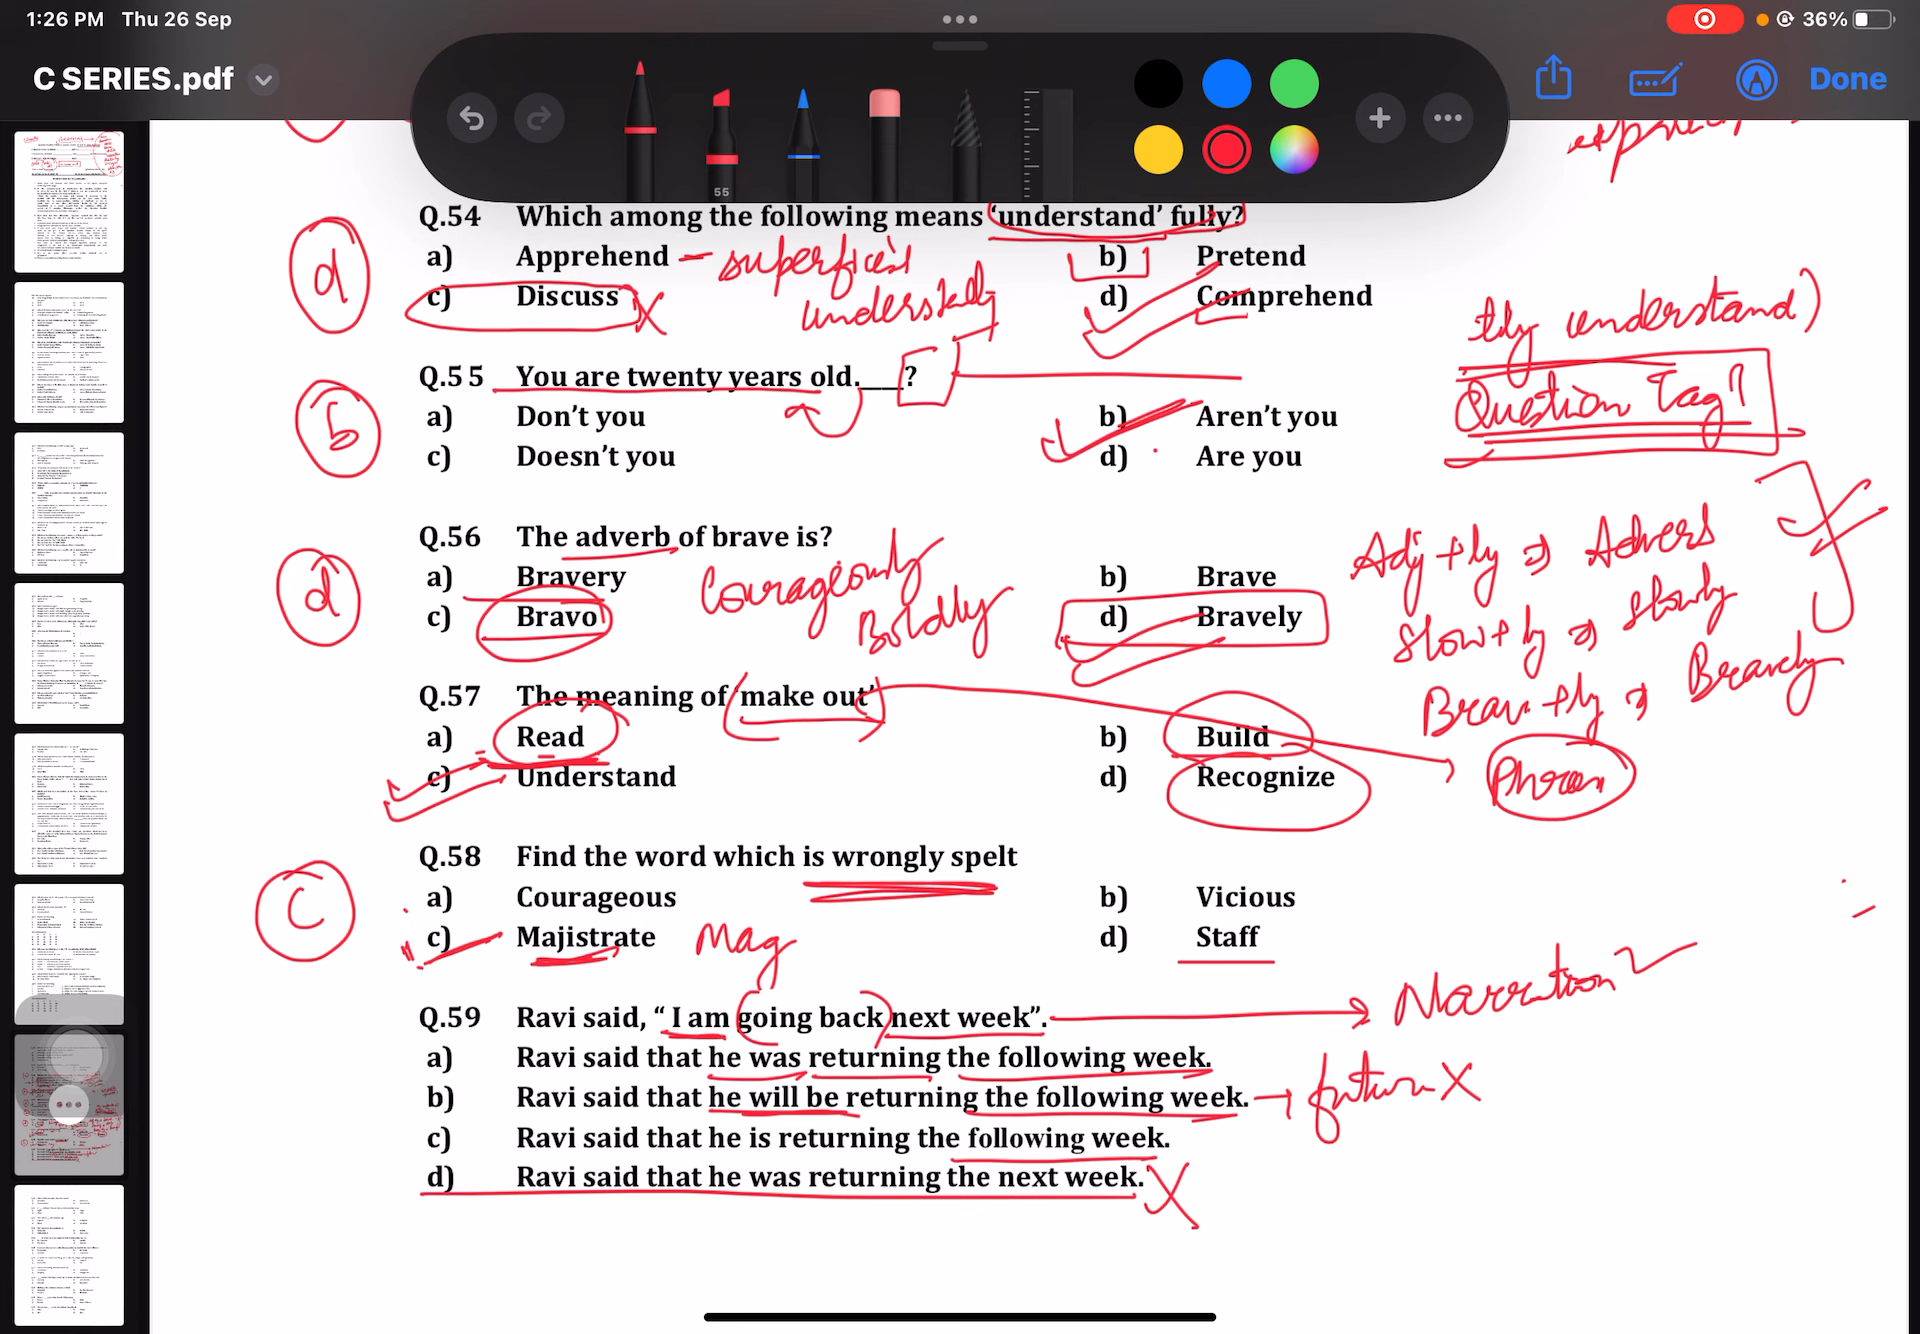 1:26 PM Thu 26 Sep
36%
C SERIES.pdf
Done
55
Q.54 Which among the following means ‘understand’ fully?
a) Apprehend – superficial b) Pretend
understand
c) Discuss X d) Comprehend
d
tly understand)
Q.55 You are twenty years old.____?
a) Don’t you b) Aren’t you
c) Doesn’t you d) Are you
b
Question Tag
Q.56 The adverb of brave is?
a) Bravery b) Brave
c) Bravo d) Bravely
d
Courageously
Boldly
Adj + ly ⇒ Adverb
Slow + ly ⇒ Slowly
Brave + ly ⇒ Bravely
Q.57 The meaning of ‘make out’
a) Read b) Build
c) Understand d) Recognize
Q.58 Find the word which is wrongly spelt
a) Courageous b) Vicious
c) Majistrate Mag d) Staff
C
Q.59 Ravi said, “ I am going back next week”. → Narration
a) Ravi said that he was returning the following week.
b) Ravi said that he will be returning the following week. → future X
c) Ravi said that he is returning the following week.
d) Ravi said that he was returning the next week. X